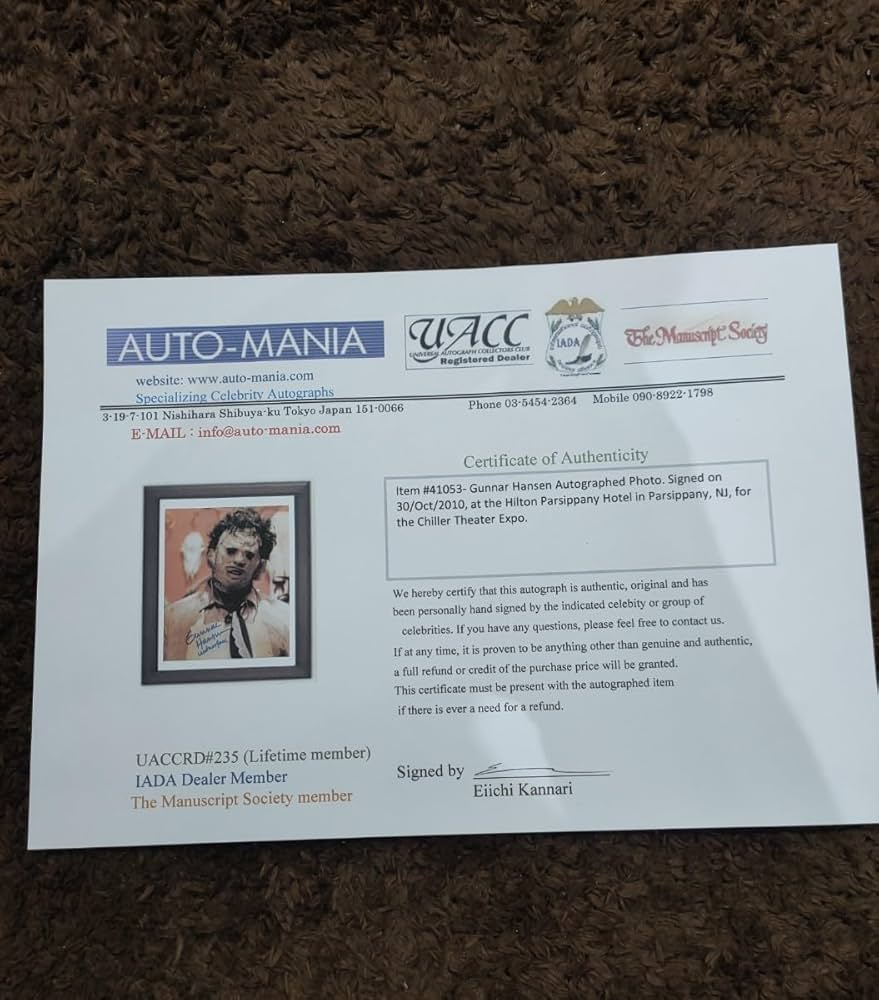 AUTO-MANIA
UACC
UNIVERSAL AUTOGRAPH COLLECTORS CLUB
Registered Dealer
IADA
The Manuscript Society
website: www.auto-mania.com
Specializing Celebrity Autographs
3-19-7-101 Nishihara Shibuya-ku Tokyo Japan 151-0066
Phone 03-5454-2364 Mobile 090-8922-1798
E-MAIL : info@auto-mania.com
Certificate of Authenticity
Item #41053- Gunnar Hansen Autographed Photo. Signed on
30/Oct/2010, at the Hilton Parsippany Hotel in Parsippany, NJ, for
the Chiller Theater Expo.
Gunnar
Hansen
We hereby certify that this autograph is authentic, original and has
been personally hand signed by the indicated celebity or group of
celebrities. If you have any questions, please feel free to contact us.
If at any time, it is proven to be anything other than genuine and authentic,
a full refund or credit of the purchase price will be granted.
This certificate must be present with the autographed item
if there is ever a need for a refund.
UACCRD#235 (Lifetime member)
IADA Dealer Member
The Manuscript Society member
Signed by
Eiichi Kannari